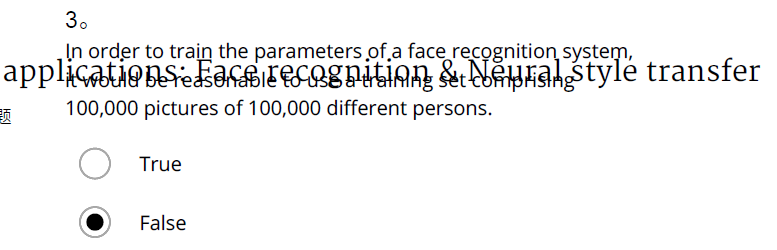 3。
In order to train the parameters of a face recognition system,
applications: Face recognition & Neural style transfer
it would be reasonable to use a training set comprising
100,000 pictures of 100,000 different persons.
题
True
False